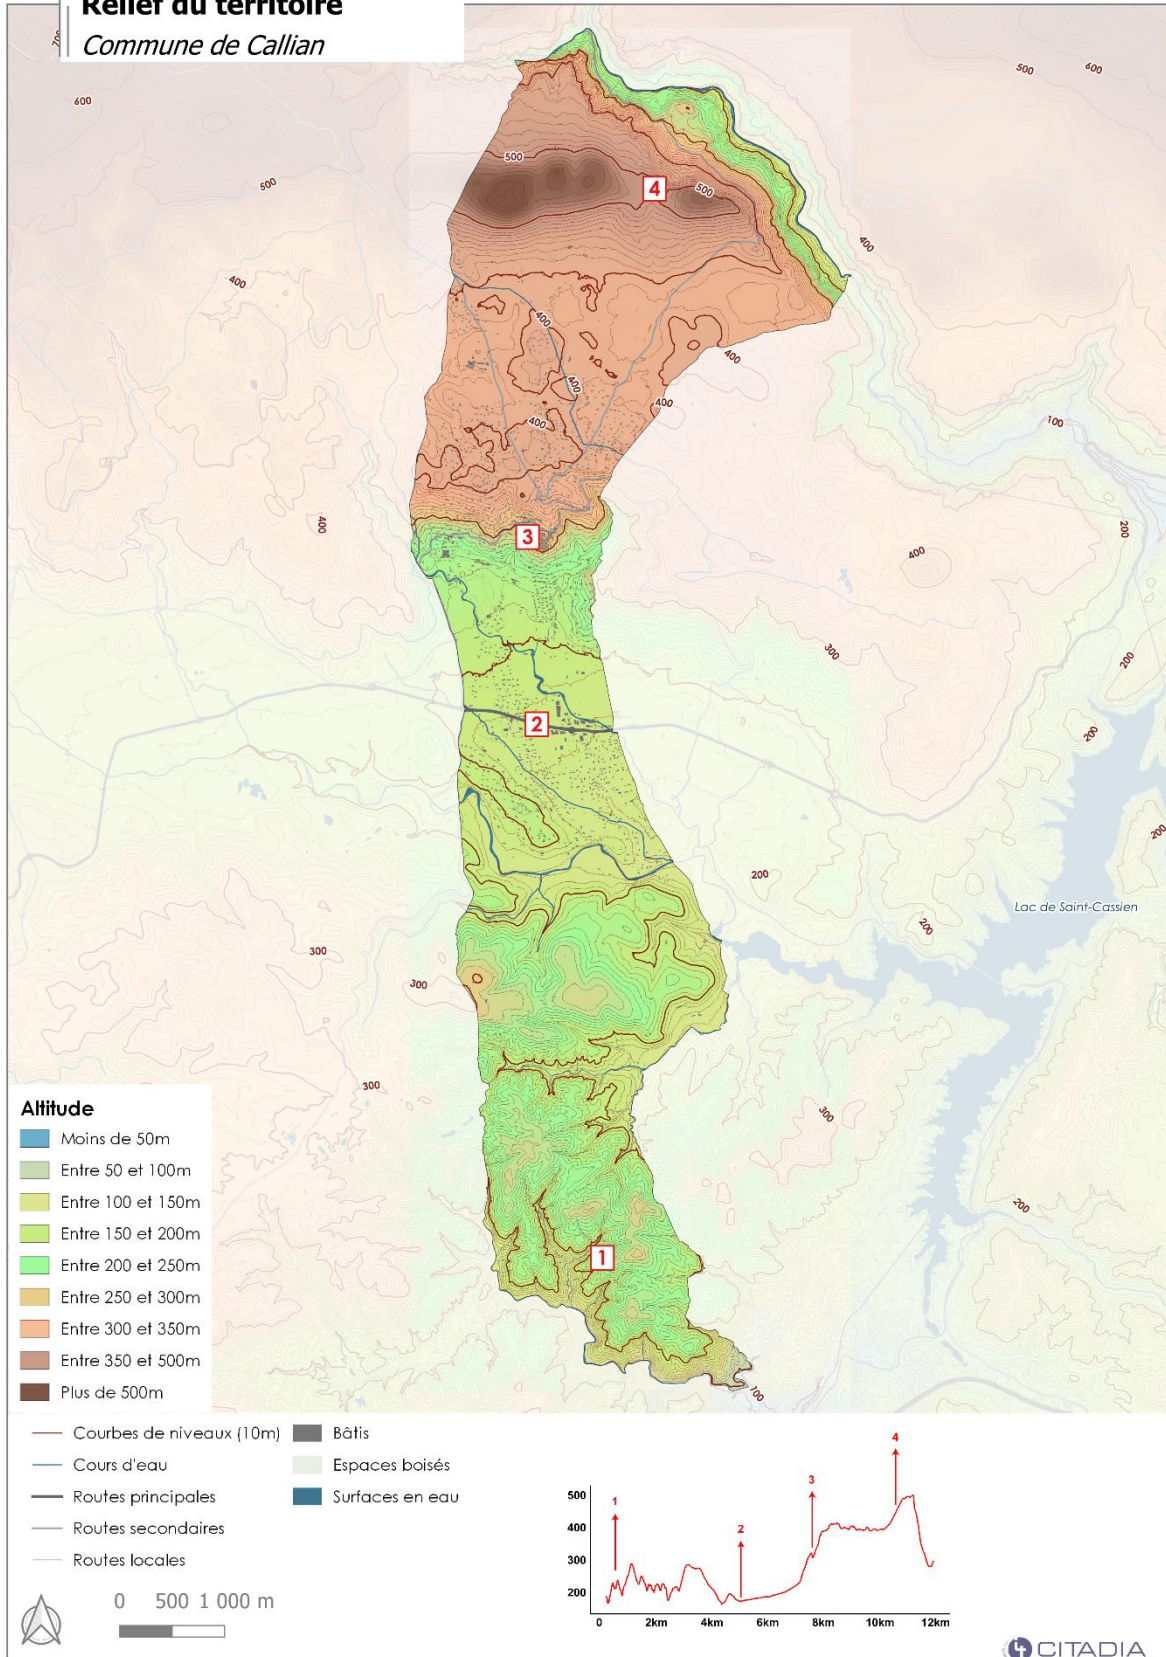 Relief du territoire
Commune de Callian
700
600
500
600
500
500
4
500
400
400
400
400
400
400
400
100
400
3
400
200
300
200
2
200
200
200
Lac de Saint-Cassien
200
300
300
300
300
200
1
100
Altitude
Moins de 50m
Entre 50 et 100m
Entre 100 et 150m
Entre 150 et 200m
Entre 200 et 250m
Entre 250 et 300m
Entre 300 et 350m
Entre 350 et 500m
Plus de 500m
Courbes de niveaux (10m)
Cours d'eau
Routes principales
Routes secondaires
Routes locales
Bâtis
Espaces boisés
Surfaces en eau
0 500 1 000 m
500
400
300
200
1
2
3
4
0 2km 4km 6km 8km 10km 12km
CITADIA